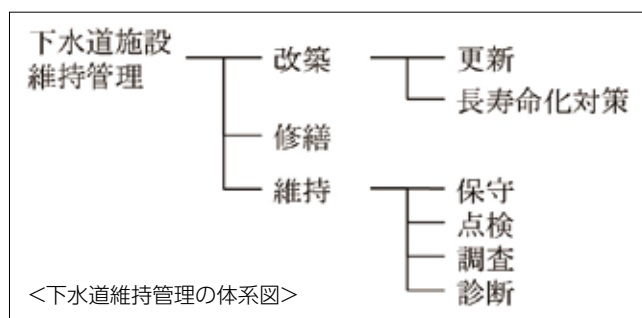 下水道施設
維持管理
改築
更新
長寿命化対策
修繕
維持
保守
点検
調査
診断
<下水道維持管理の体系図>